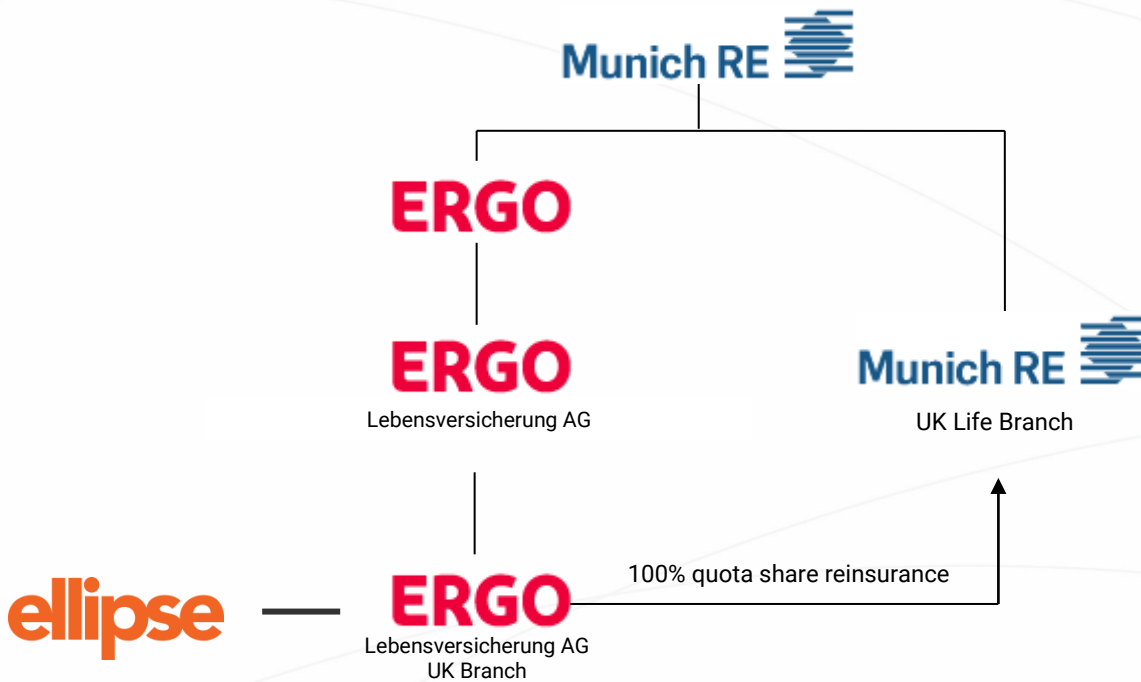 Munich RE
ERGO
ERGO
Lebensversicherung AG
Munich RE
UK Life Branch
100% quota share reinsurance
ellipse
ERGO
Lebensversicherung AG
UK Branch